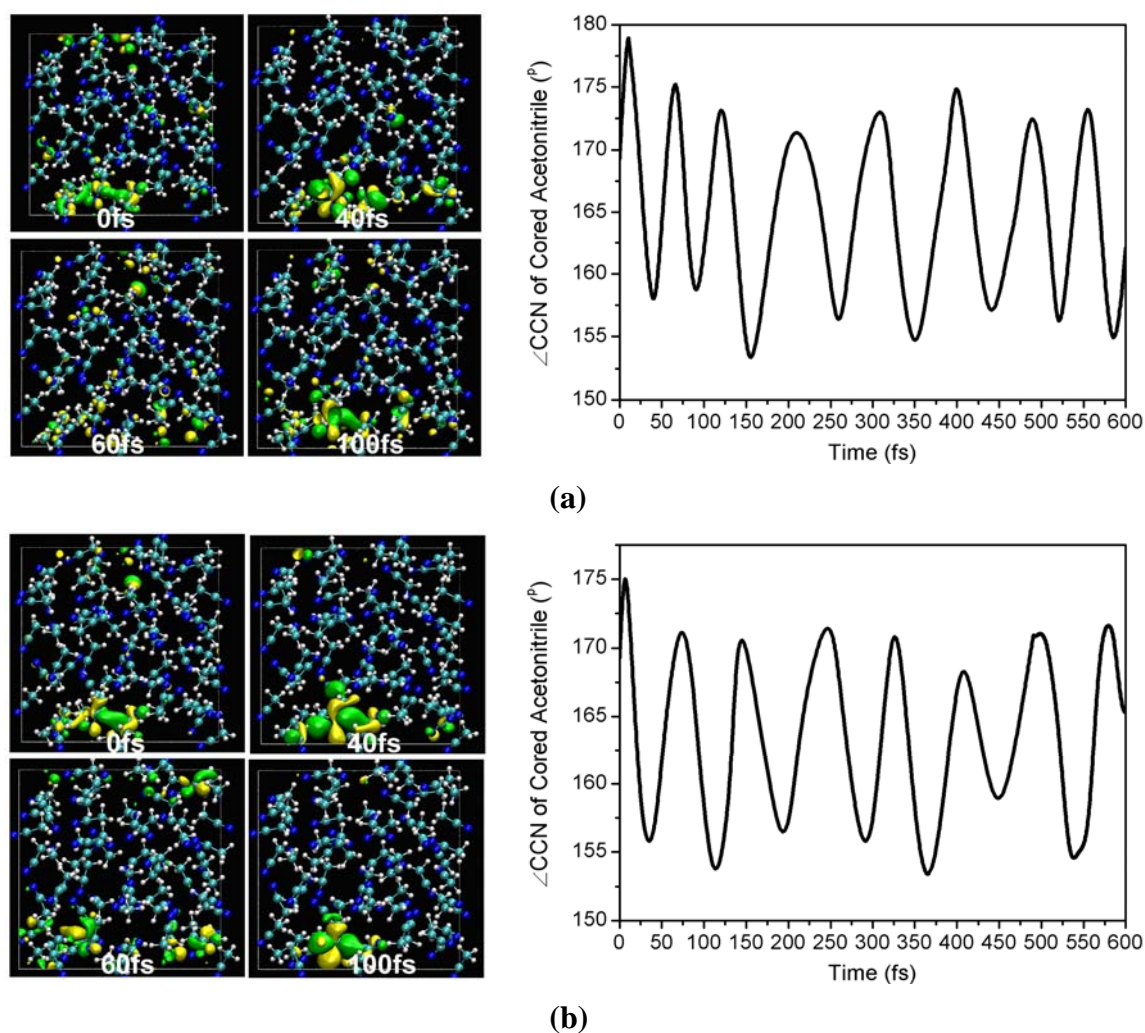 0fs
40fs
60fs
100fs
∠CCN of Cored Acetonitrile (º)
180
175
170
165
160
155
150
0 50 100 150 200 250 300 350 400 450 500 550 600
Time (fs)
(a)
0fs
40fs
60fs
100fs
∠CCN of Cored Acetonitrile (º)
175
170
165
160
155
150
0 50 100 150 200 250 300 350 400 450 500 550 600
Time (fs)
(b)